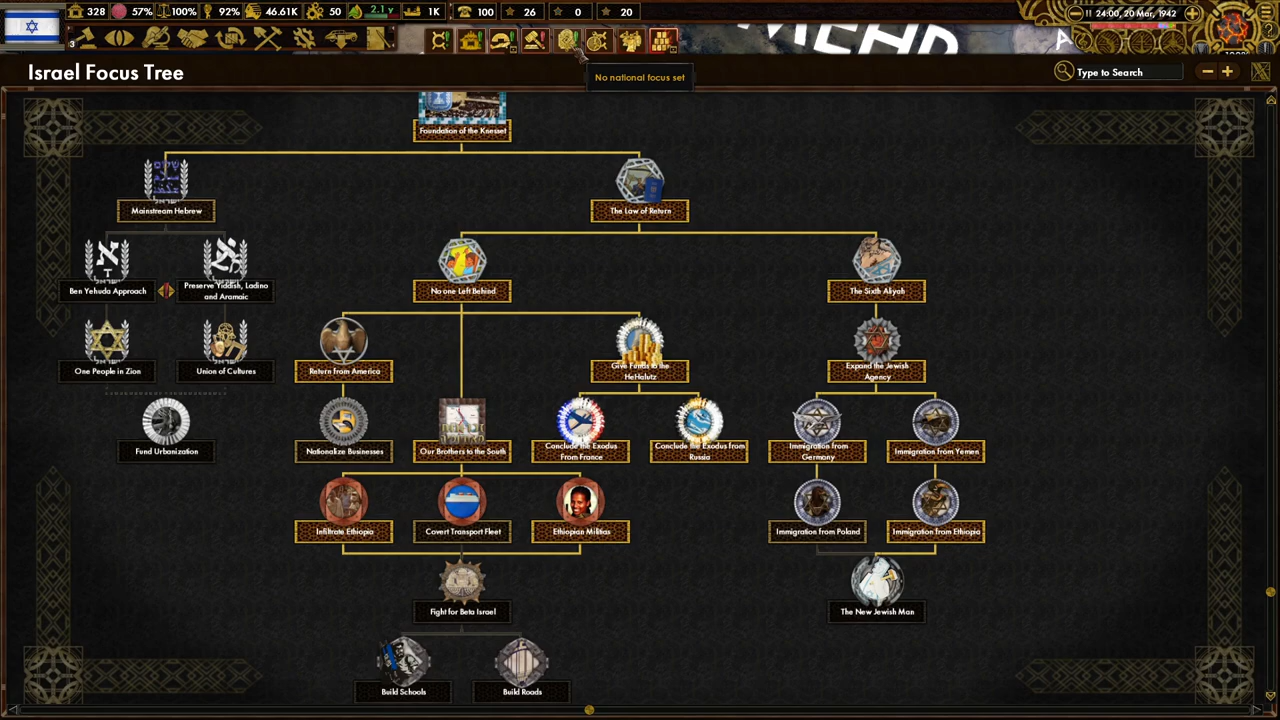 328 57% 100% 92% 46.61K 50 2.1 y 1K 100 26 0 20
24:00, 20 Mar, 1942
3
Israel Focus Tree
No national focus set
Type to Search
Foundation of the Knesset
Mainstream Hebrew
The Law of Return
Ben Yehuda Approach
Preserve Yiddish, Ladino
and Aramaic
No one Left Behind
The Sixth Aliyah
One People in Zion
Union of Cultures
Return from America
Give Funds to the
HeHalutz
Expand the Jewish
Agency
Fund Urbanization
Nationalize Businesses
Our Brothers to the South
Conclude the Exodus
From France
Conclude the Exodus from
Russia
Immigration from
Germany
Immigration from Yemen
Infiltrate Ethiopia
Covert Transport Fleet
Ethiopian Militias
Immigration from Poland
Immigration from Ethiopia
Fight for Beta Israel
The New Jewish Man
Build Schools
Build Roads